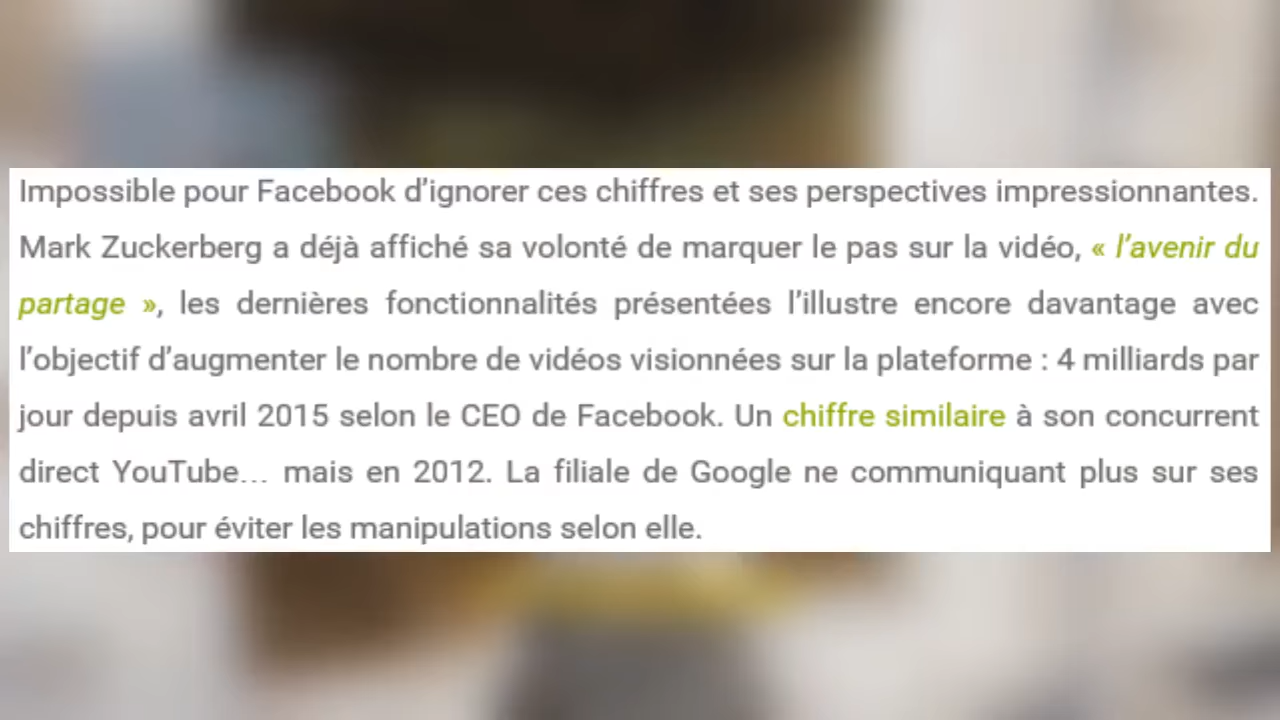 Impossible pour Facebook d’ignorer ces chiffres et ses perspectives impressionnantes.
Mark Zuckerberg a déjà affiché sa volonté de marquer le pas sur la vidéo, « l’avenir du
partage », les dernières fonctionnalités présentées l’illustre encore davantage avec
l’objectif d’augmenter le nombre de vidéos visionnées sur la plateforme : 4 milliards par
jour depuis avril 2015 selon le CEO de Facebook. Un chiffre similaire à son concurrent
direct YouTube… mais en 2012. La filiale de Google ne communiquant plus sur ses
chiffres, pour éviter les manipulations selon elle.